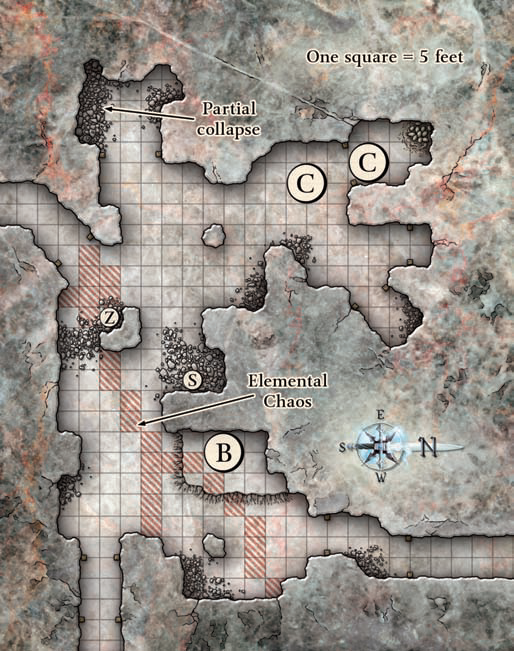 One square = 5 feet
Partial
collapse
C
C
Z
S
Elemental
Chaos
B
E
S
N
W